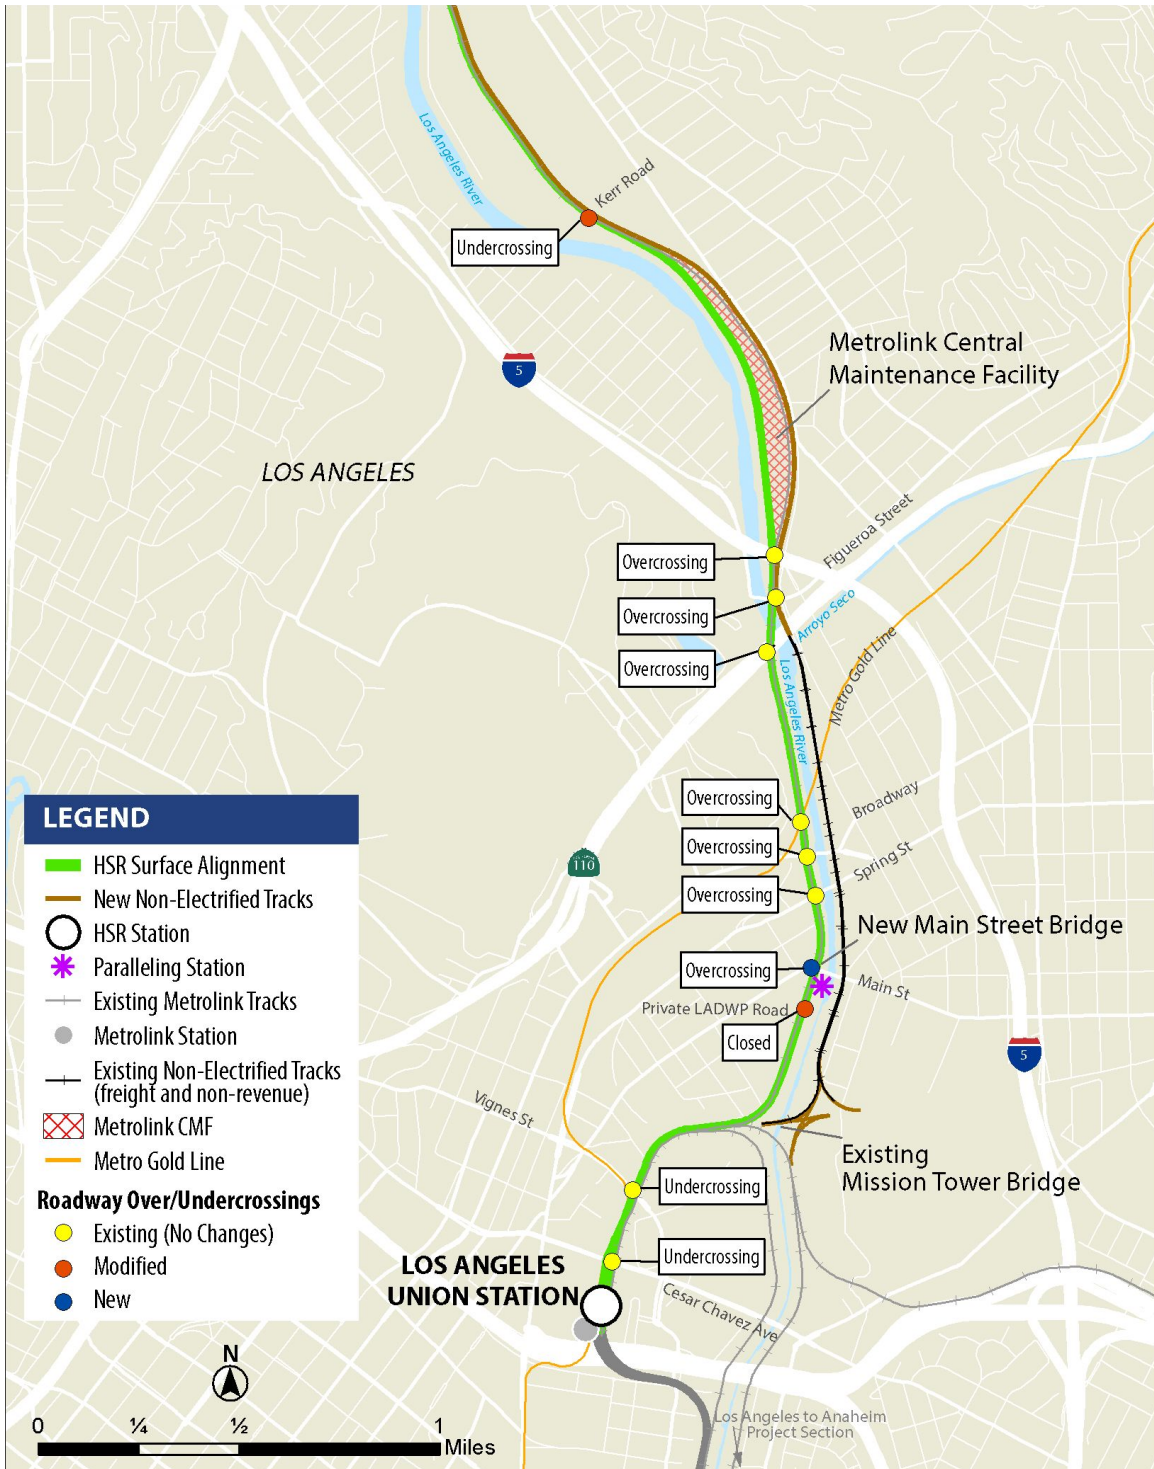 Los Angeles River
Kerr Road
Undercrossing
Metrolink Central
Maintenance Facility
5
LOS ANGELES
Figueroa Street
Overcrossing
Overcrossing
Arroyo Seco
Overcrossing
Metro Gold Line
Los Angeles River
Overcrossing
Broadway
Overcrossing
Spring St
Overcrossing
110
New Main Street Bridge
Overcrossing
Main St
Private LADWP Road
Closed
5
Vignes St
Existing
Mission Tower Bridge
Undercrossing
Undercrossing
LOS ANGELES
UNION STATION
Cesar Chavez Ave
Los Angeles to Anaheim
Project Section
LEGEND
HSR Surface Alignment
New Non-Electrified Tracks
HSR Station
Paralleling Station
Existing Metrolink Tracks
Metrolink Station
Existing Non-Electrified Tracks
(freight and non-revenue)
Metrolink CMF
Metro Gold Line
Roadway Over/Undercrossings
Existing (No Changes)
Modified
New
N
0 ¼ ½ 1
Miles